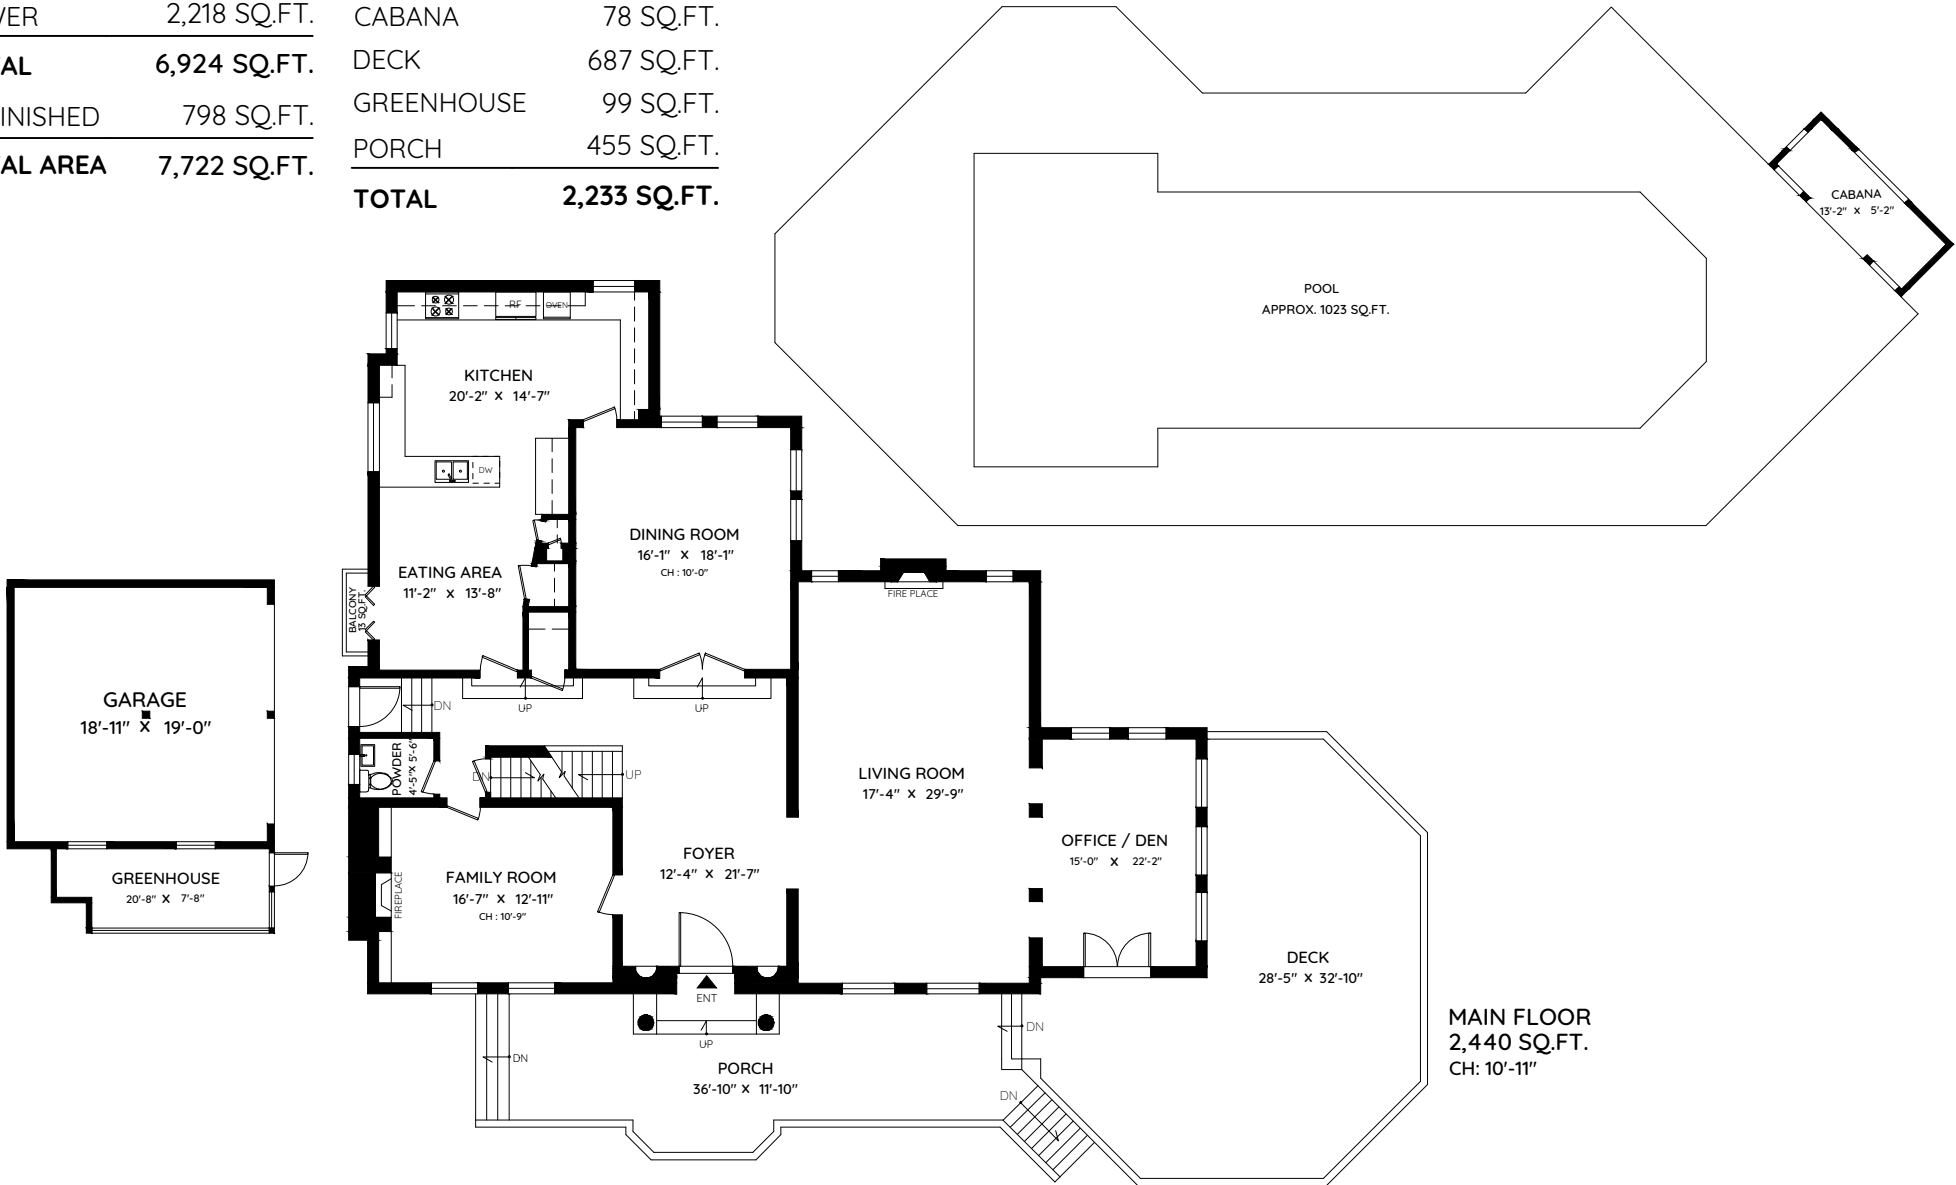 VER 2,218 SQ.FT.
AL 6,924 SQ.FT.
INISHED 798 SQ.FT.
AL AREA 7,722 SQ.FT.
CABANA 78 SQ.FT.
DECK 687 SQ.FT.
GREENHOUSE 99 SQ.FT.
PORCH 455 SQ.FT.
TOTAL 2,233 SQ.FT.
CABANA
13'-2" X 5'-2"
POOL
APPROX. 1023 SQ.FT.
RF
OVEN
KITCHEN
20'-2" X 14'-7"
DW
DINING ROOM
16'-1" X 18'-1"
CH : 10'-0"
EATING AREA
11'-2" X 13'-8"
BALCONY
13 SQ.FT.
FIRE PLACE
GARAGE
18'-11" X 19'-0"
DN
UP
UP
POWDER
4'-5" X 5'-6"
DN
UP
LIVING ROOM
17'-4" X 29'-9"
OFFICE / DEN
15'-0" X 22'-2"
FOYER
12'-4" X 21'-7"
GREENHOUSE
20'-8" X 7'-8"
FAMILY ROOM
16'-7" X 12'-11"
CH : 10'-9"
FIREPLACE
DECK
28'-5" X 32'-10"
ENT
UP
DN
DN
MAIN FLOOR
2,440 SQ.FT.
CH: 10'-11"
PORCH
36'-10" X 11'-10"
DN